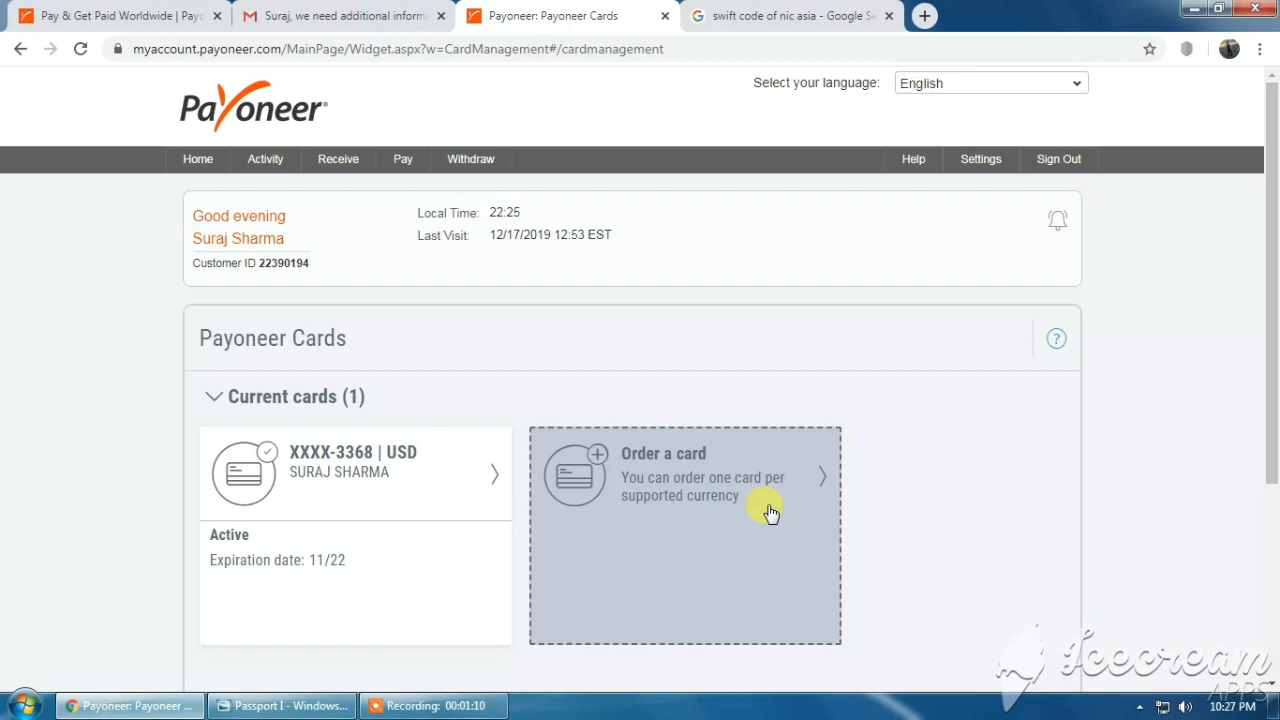 Pay & Get Paid Worldwide | Payo
Suraj, we need additional inform
Payoneer: Payoneer Cards
swift code of nic asia - Google Se
myaccount.payoneer.com/MainPage/Widget.aspx?w=CardManagement#/cardmanagement
Payoneer
Select your language:
English
Home
Activity
Receive
Pay
Withdraw
Help
Settings
Sign Out
Good evening
Suraj Sharma
Customer ID 22390194
Local Time: 22:25
Last Visit: 12/17/2019 12:53 EST
Payoneer Cards
?
Current cards (1)
XXXX-3368 | USD
SURAJ SHARMA
Active
Expiration date: 11/22
Order a card
You can order one card per
supported currency
Icecream
APPS
Payoneer: Payoneer ...
Passport I - Windows...
Recording: 00:01:10
10:27 PM